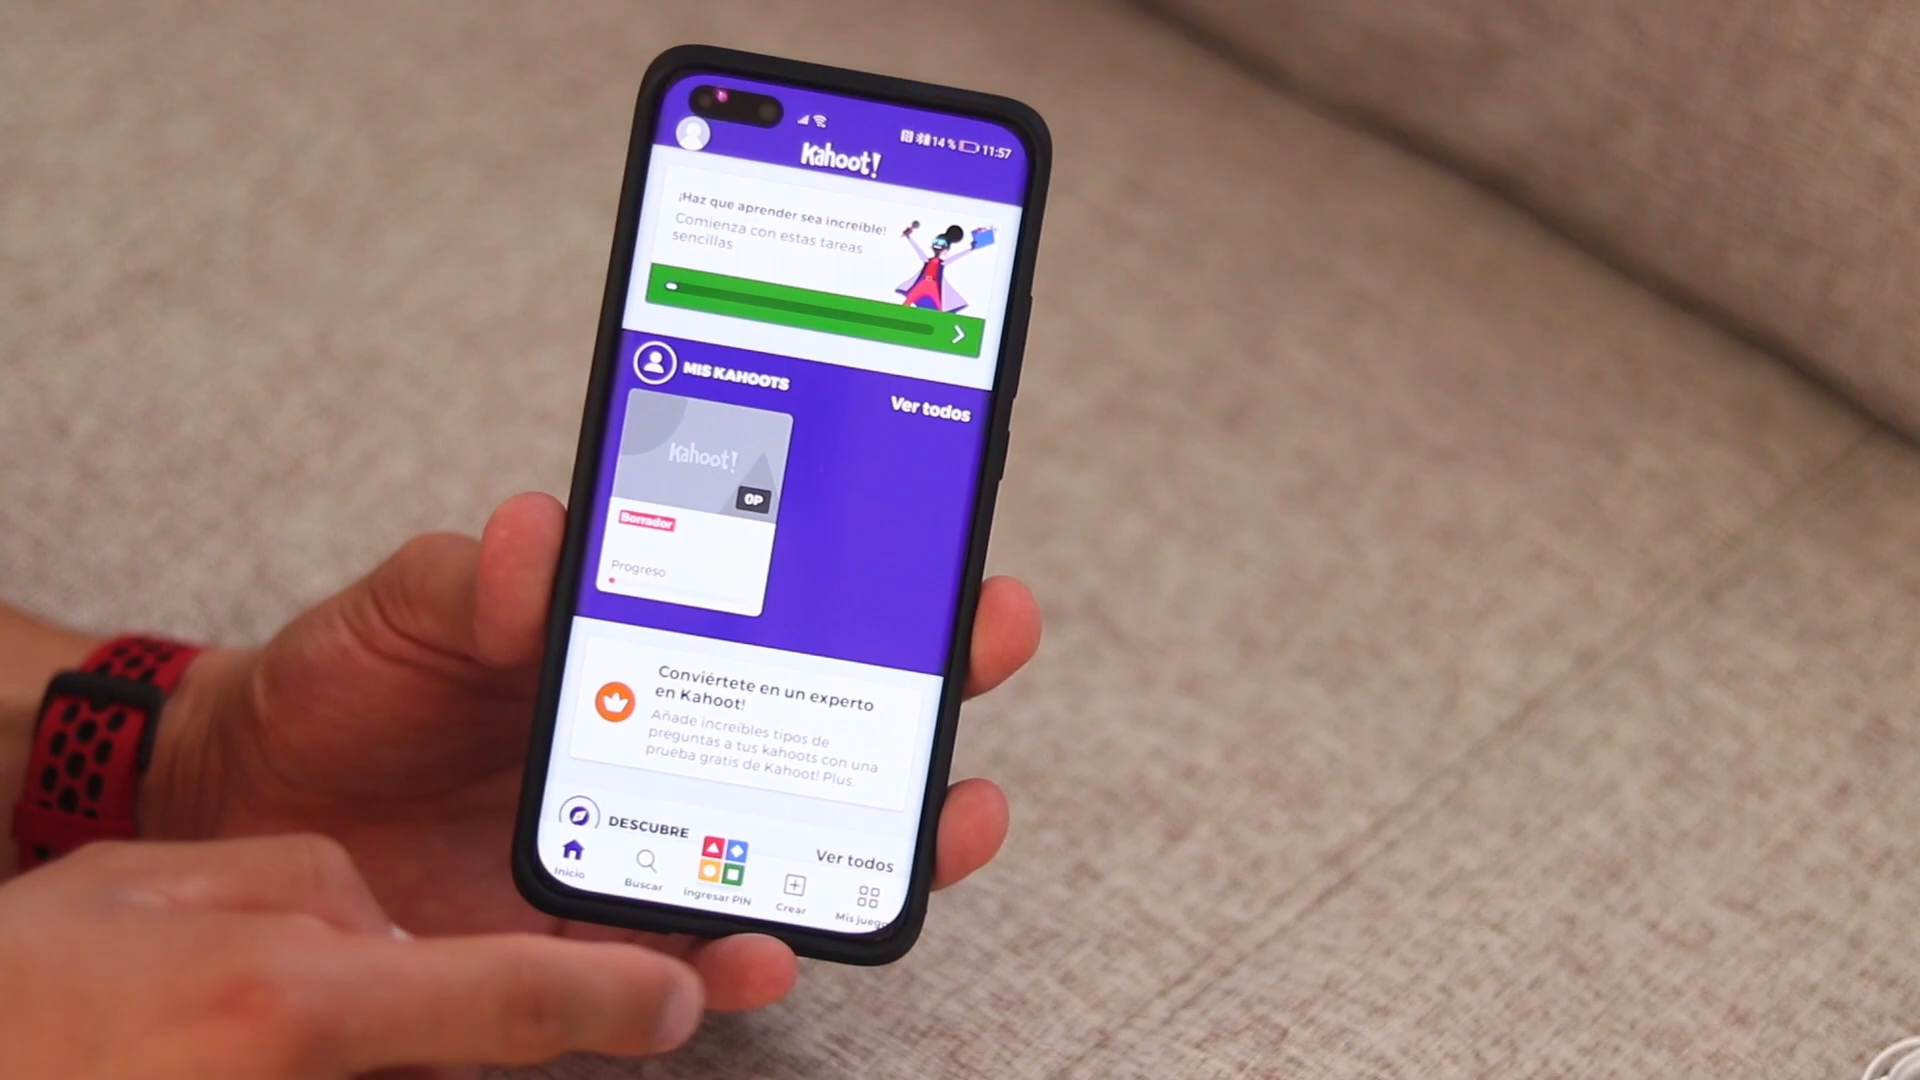 14 % 11:57
Kahoot!
¡Haz que aprender sea increíble!
Comienza con estas tareas
sencillas
MIS KAHOOTS
Ver todos
Kahoot!
0P
Borrador
Progreso
Conviértete en un experto
en Kahoot!
Añade increíbles tipos de
preguntas a tus kahoots con una
prueba gratis de Kahoot! Plus.
DESCUBRE
Ver todos
Inicio
Buscar
Ingresar PIN
Crear
Mis juego